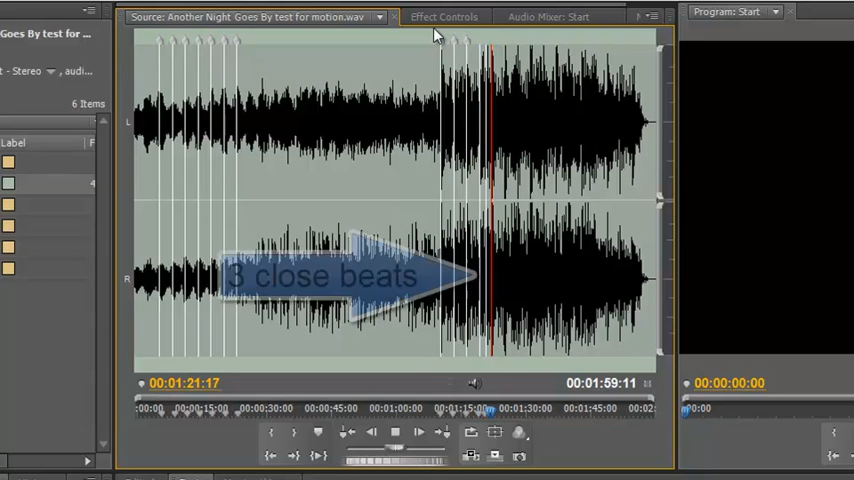 Source: Another Night Goes By test for motion.wav
Effect Controls
Audio Mixer: Start
Program: Start
Goes By test for ...
t - Stereo
, audi...
6 Items
Label
F
4
L
R
3 close beats
00:01:21:17
00:01:59:11
00:00:00:00
:00:00
00:00:15:00
00:00:30:00
00:00:45:00
00:01:00:00
00:01:15:00
00:01:30:00
00:01:45:00
00:02:
00:00